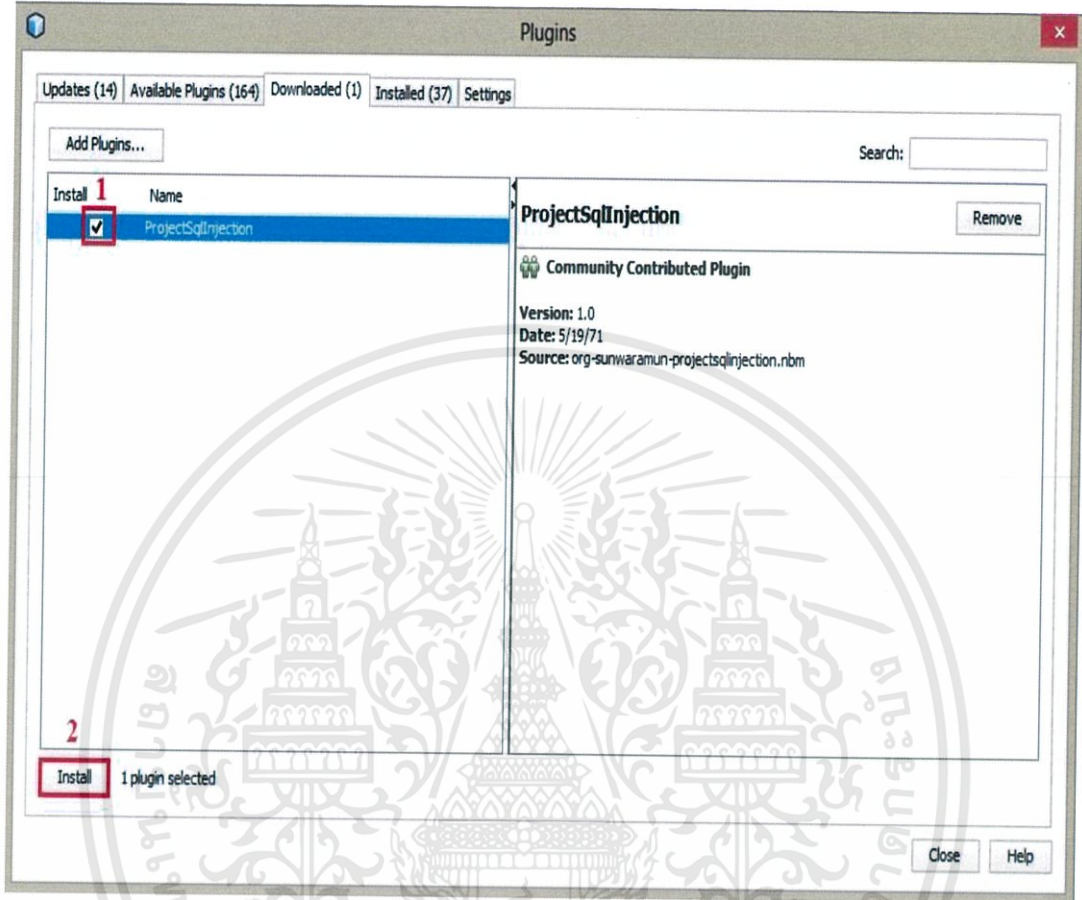 Plugins
x
Updates (14) Available Plugins (164) Downloaded (1) Installed (37) Settings
Add Plugins...
Search:
Install 1 Name
ProjectSqlInjection
ProjectSqlInjection
Remove
Community Contributed Plugin
Version: 1.0
Date: 5/19/71
Source: org-sunwaramun-projectsqlinjection.nbm
2
Install 1 plugin selected
Close Help